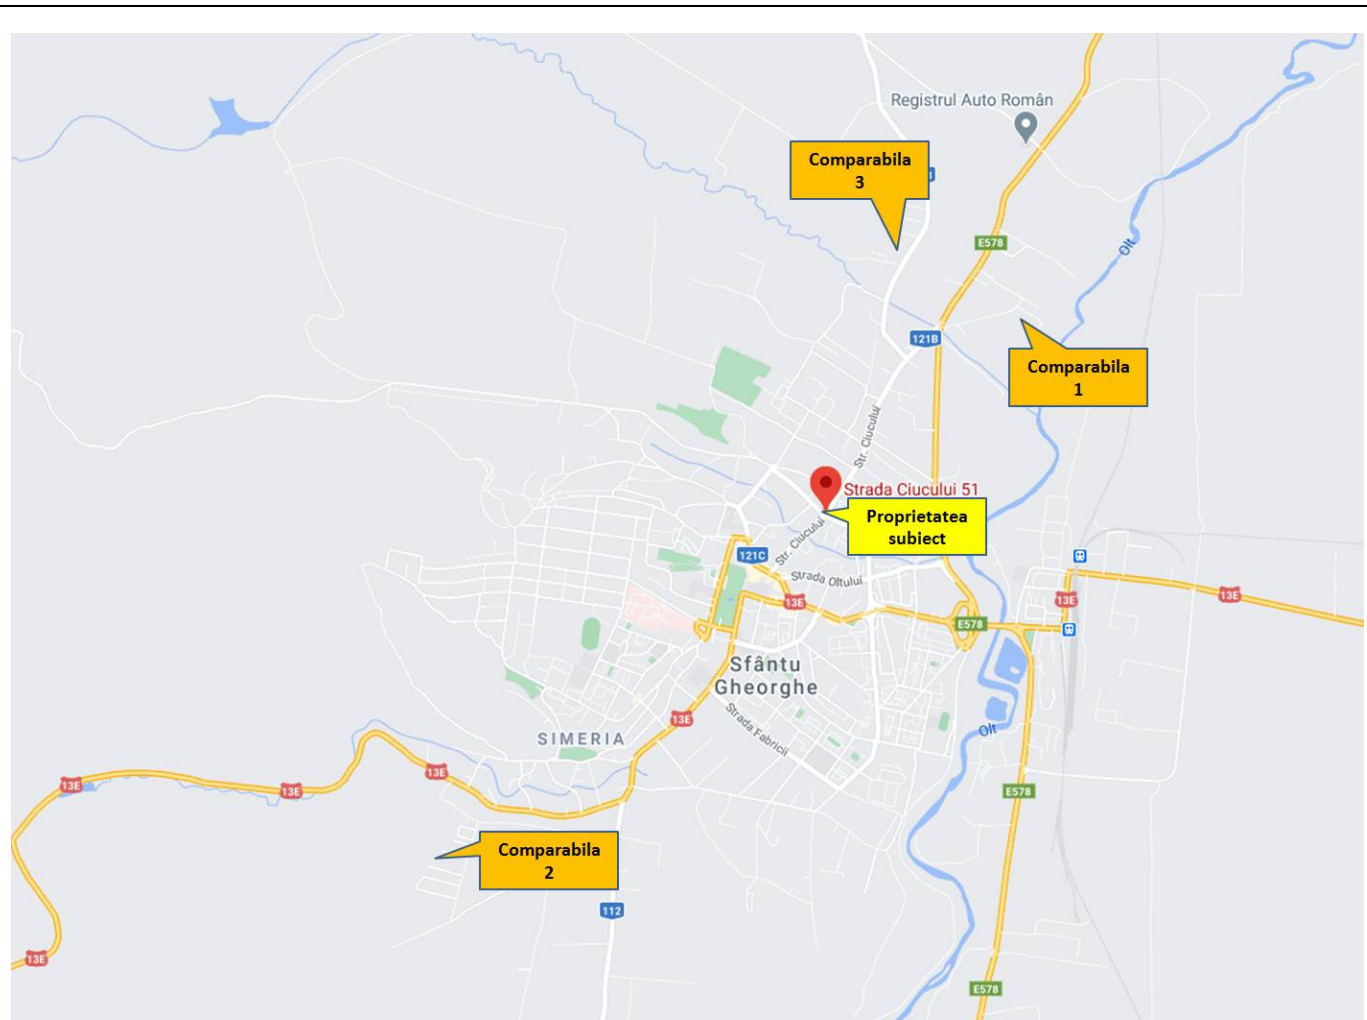 Registrul Auto Român
Comparabila
3
E578
Olt
121B
Comparabila
1
Str. Ciucului
Strada Ciucului 51
Proprietatea
subiect
Str. Ciucului
121C
Strada Oltului
13E
13E
13E
E578
Sfântu
Gheorghe
13E
Strada Fabricii
Olt
SIMERIA
13E
13E
13E
E578
Comparabila
2
112
13E
E578